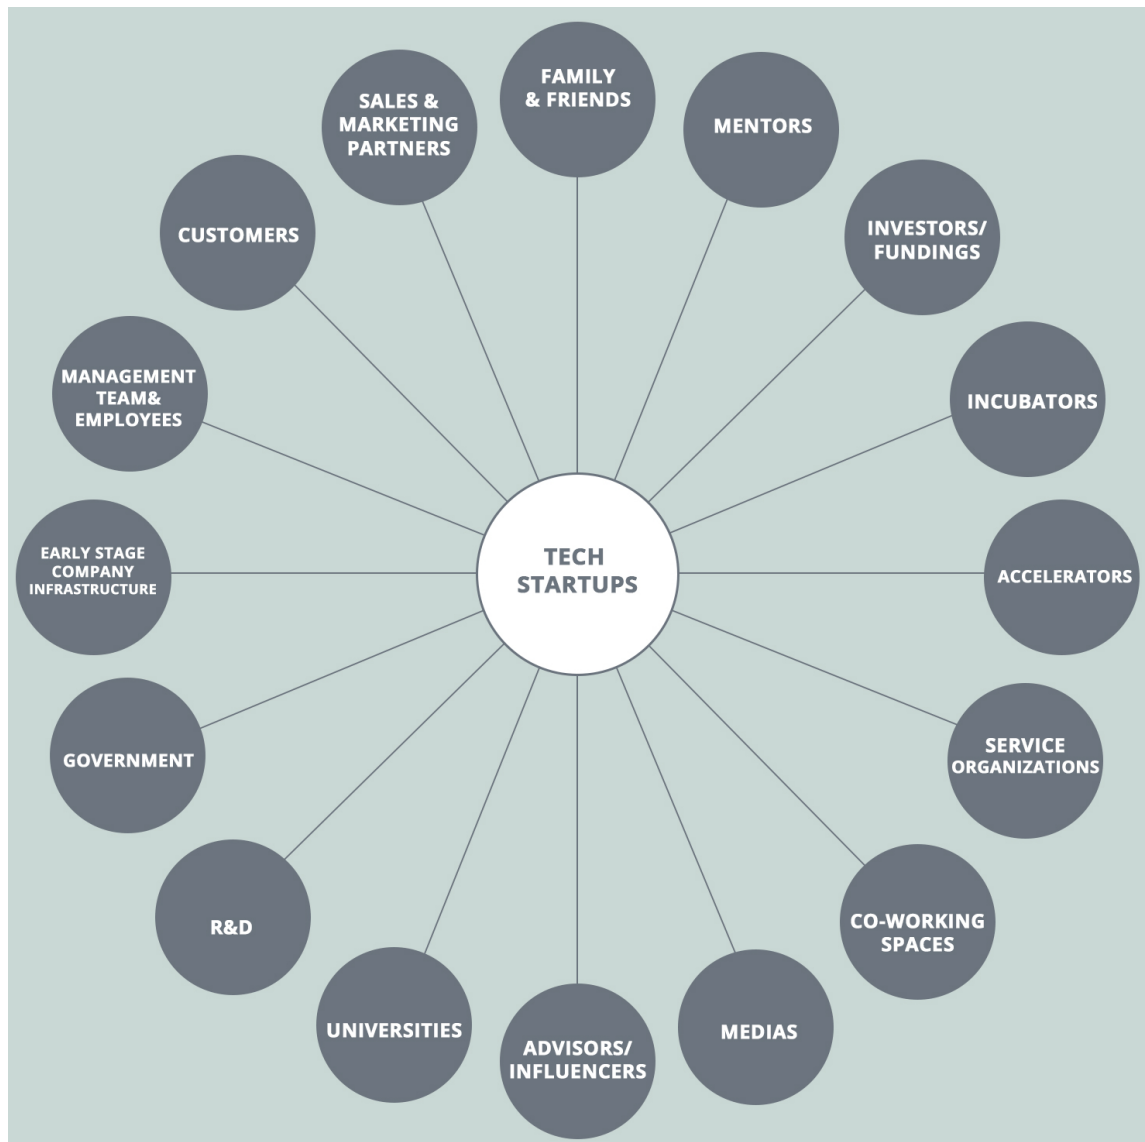 FAMILY
& FRIENDS
MENTORS
INVESTORS/
FUNDINGS
INCUBATORS
ACCELERATORS
SERVICE
ORGANIZATIONS
CO-WORKING
SPACES
MEDIAS
ADVISORS/
INFLUENCERS
UNIVERSITIES
R&D
GOVERNMENT
EARLY STAGE
COMPANY
INFRASTRUCTURE
MANAGEMENT
TEAM&
EMPLOYEES
CUSTOMERS
SALES &
MARKETING
PARTNERS
TECH
STARTUPS